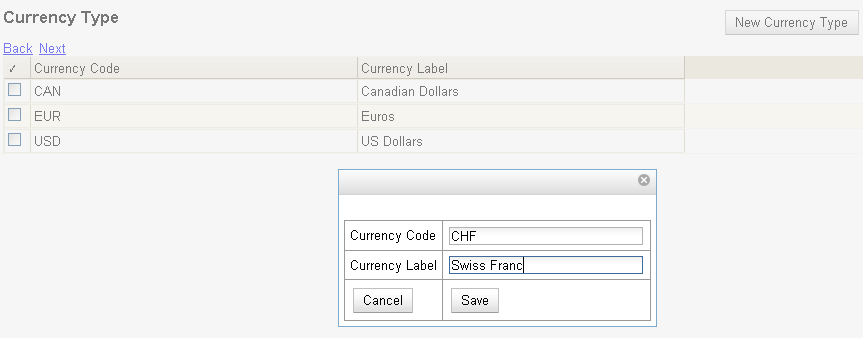 Currency Type
New Currency Type
Back Next
✓ Currency Code Currency Label
CAN Canadian Dollars
EUR Euros
USD US Dollars
Currency Code CHF
Currency Label Swiss Franc
Cancel Save